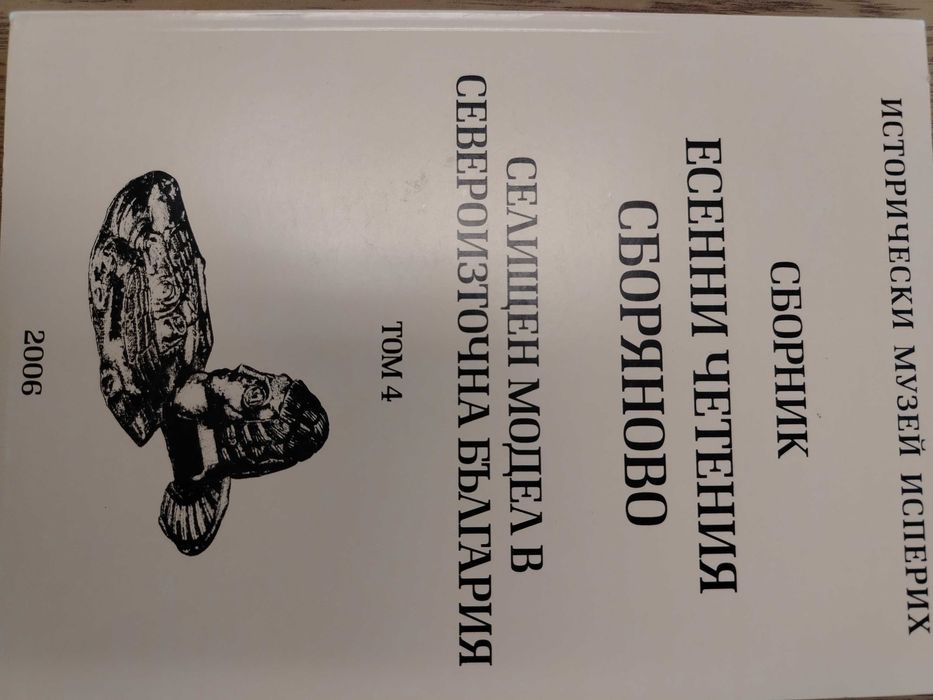 ИСТОРИЧЕСКИ МУЗЕЙ ИСПЕРИХ
СБОРНИК
ЕСЕННИ ЧЕТЕНИЯ
СБОРЯНОВО
СЕЛИЩЕН МОДЕЛ В
СЕВЕРОИЗТОЧНА БЪЛГАРИЯ
ТОМ 4
2006